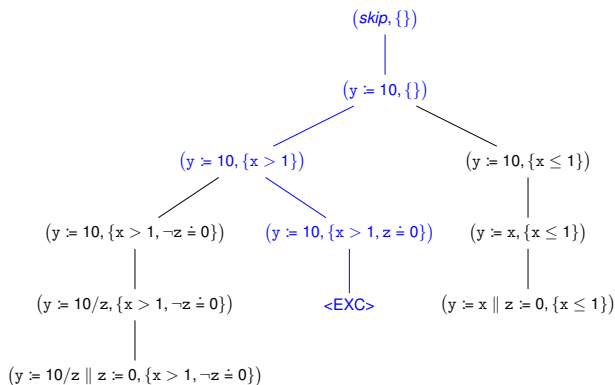 (skip, {})
(y := 10, {})
(y := 10, {x > 1})
(y := 10, {x ≤ 1})
(y := 10, {x > 1, ¬z ≐ 0})
(y := 10, {x > 1, z ≐ 0})
(y := x, {x ≤ 1})
(y := 10/z, {x > 1, ¬z ≐ 0})
<EXC>
(y := x ∥ z := 0, {x ≤ 1})
(y := 10/z ∥ z := 0, {x > 1, ¬z ≐ 0})